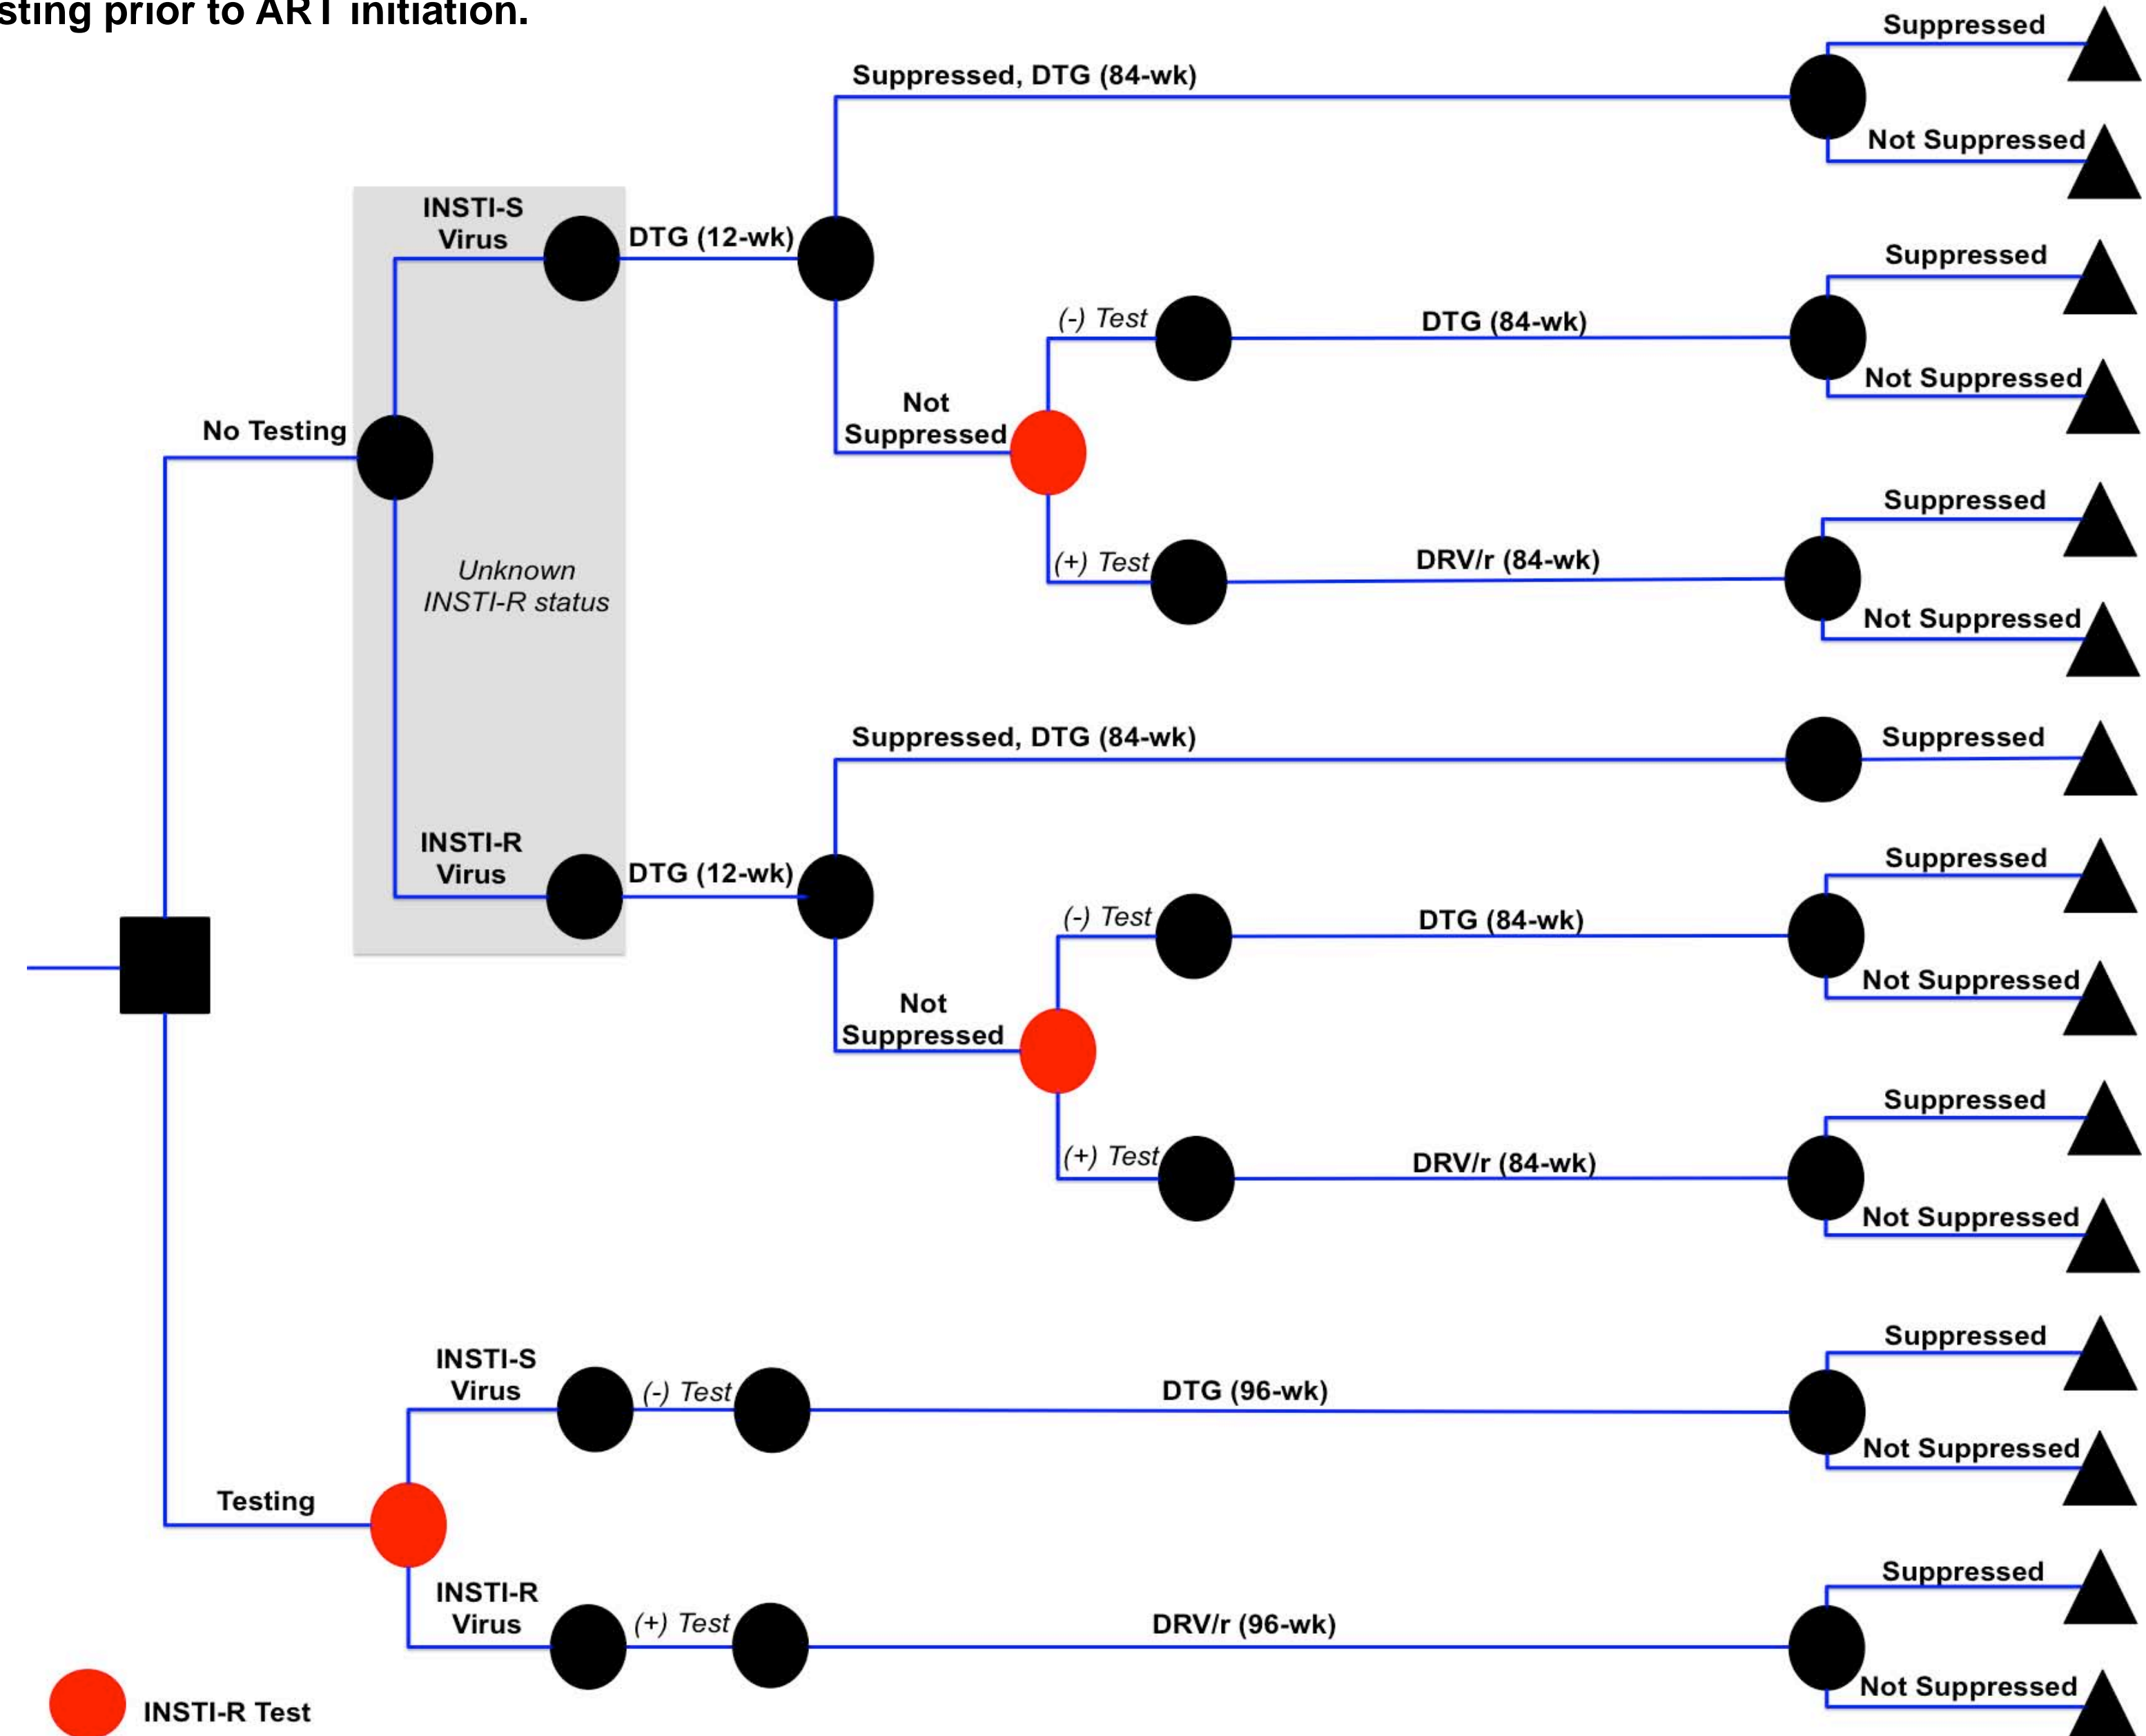 sting prior to ART initiation.
Suppressed
Suppressed, DTG (84-wk)
Not Suppressed
INSTI-S
Virus
DTG (12-wk)
Suppressed
(-) Test
DTG (84-wk)
Not Suppressed
Not
Suppressed
No Testing
Suppressed
(+) Test
DRV/r (84-wk)
Unknown
INSTI-R status
Not Suppressed
Suppressed, DTG (84-wk)
Suppressed
INSTI-R
Virus
DTG (12-wk)
Suppressed
(-) Test
DTG (84-wk)
Not Suppressed
Not
Suppressed
Suppressed
(+) Test
DRV/r (84-wk)
Not Suppressed
INSTI-S
Virus
(-) Test
DTG (96-wk)
Suppressed
Not Suppressed
Testing
INSTI-R
Virus
(+) Test
DRV/r (96-wk)
Suppressed
Not Suppressed
INSTI-R Test